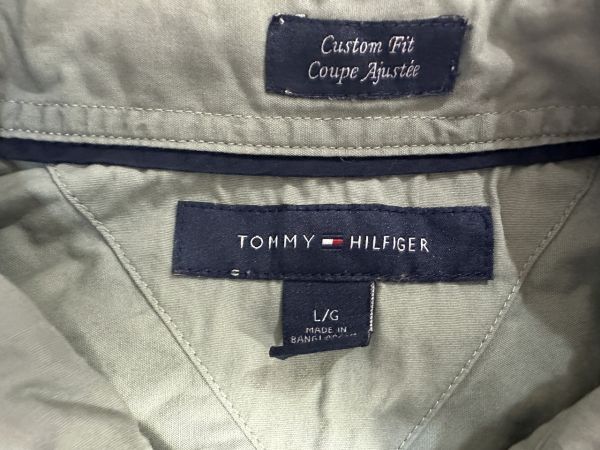 Custom Fit
Coupe Ajustée
TOMMY HILFIGER
L/G
MADE IN